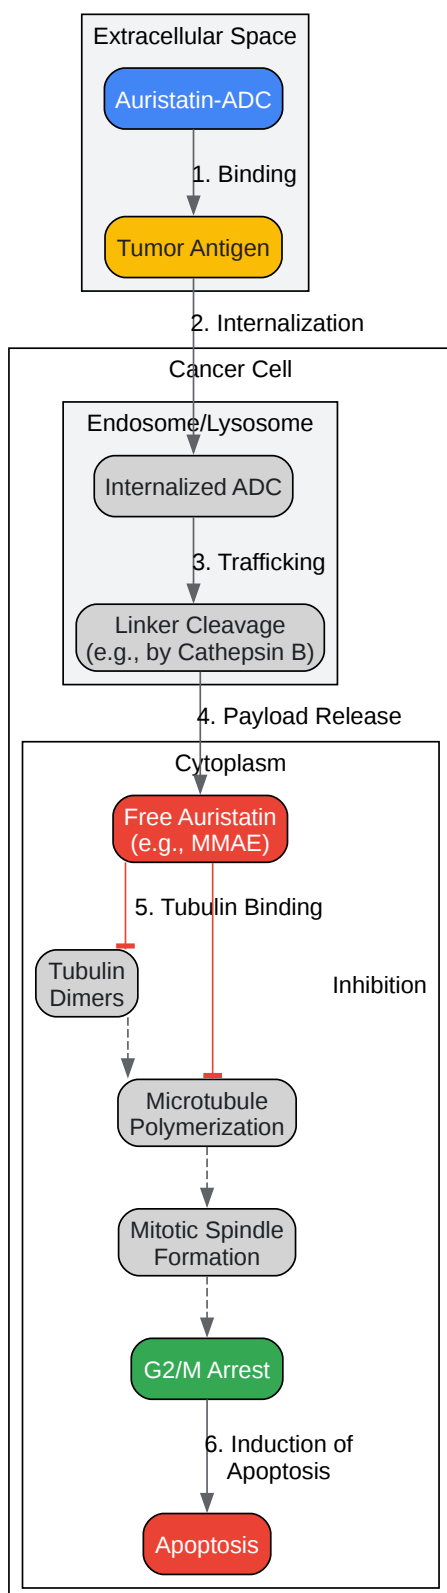 Extracellular Space
Auristatin-ADC
1. Binding
Tumor Antigen
2. Internalization
Cancer Cell
Endosome/Lysosome
Internalized ADC
3. Trafficking
Linker Cleavage
(e.g., by Cathepsin B)
4. Payload Release
Cytoplasm
Free Auristatin
(e.g., MMAE)
5. Tubulin Binding
Tubulin
Dimers
Inhibition
Microtubule
Polymerization
Mitotic Spindle
Formation
G2/M Arrest
6. Induction of
Apoptosis
Apoptosis